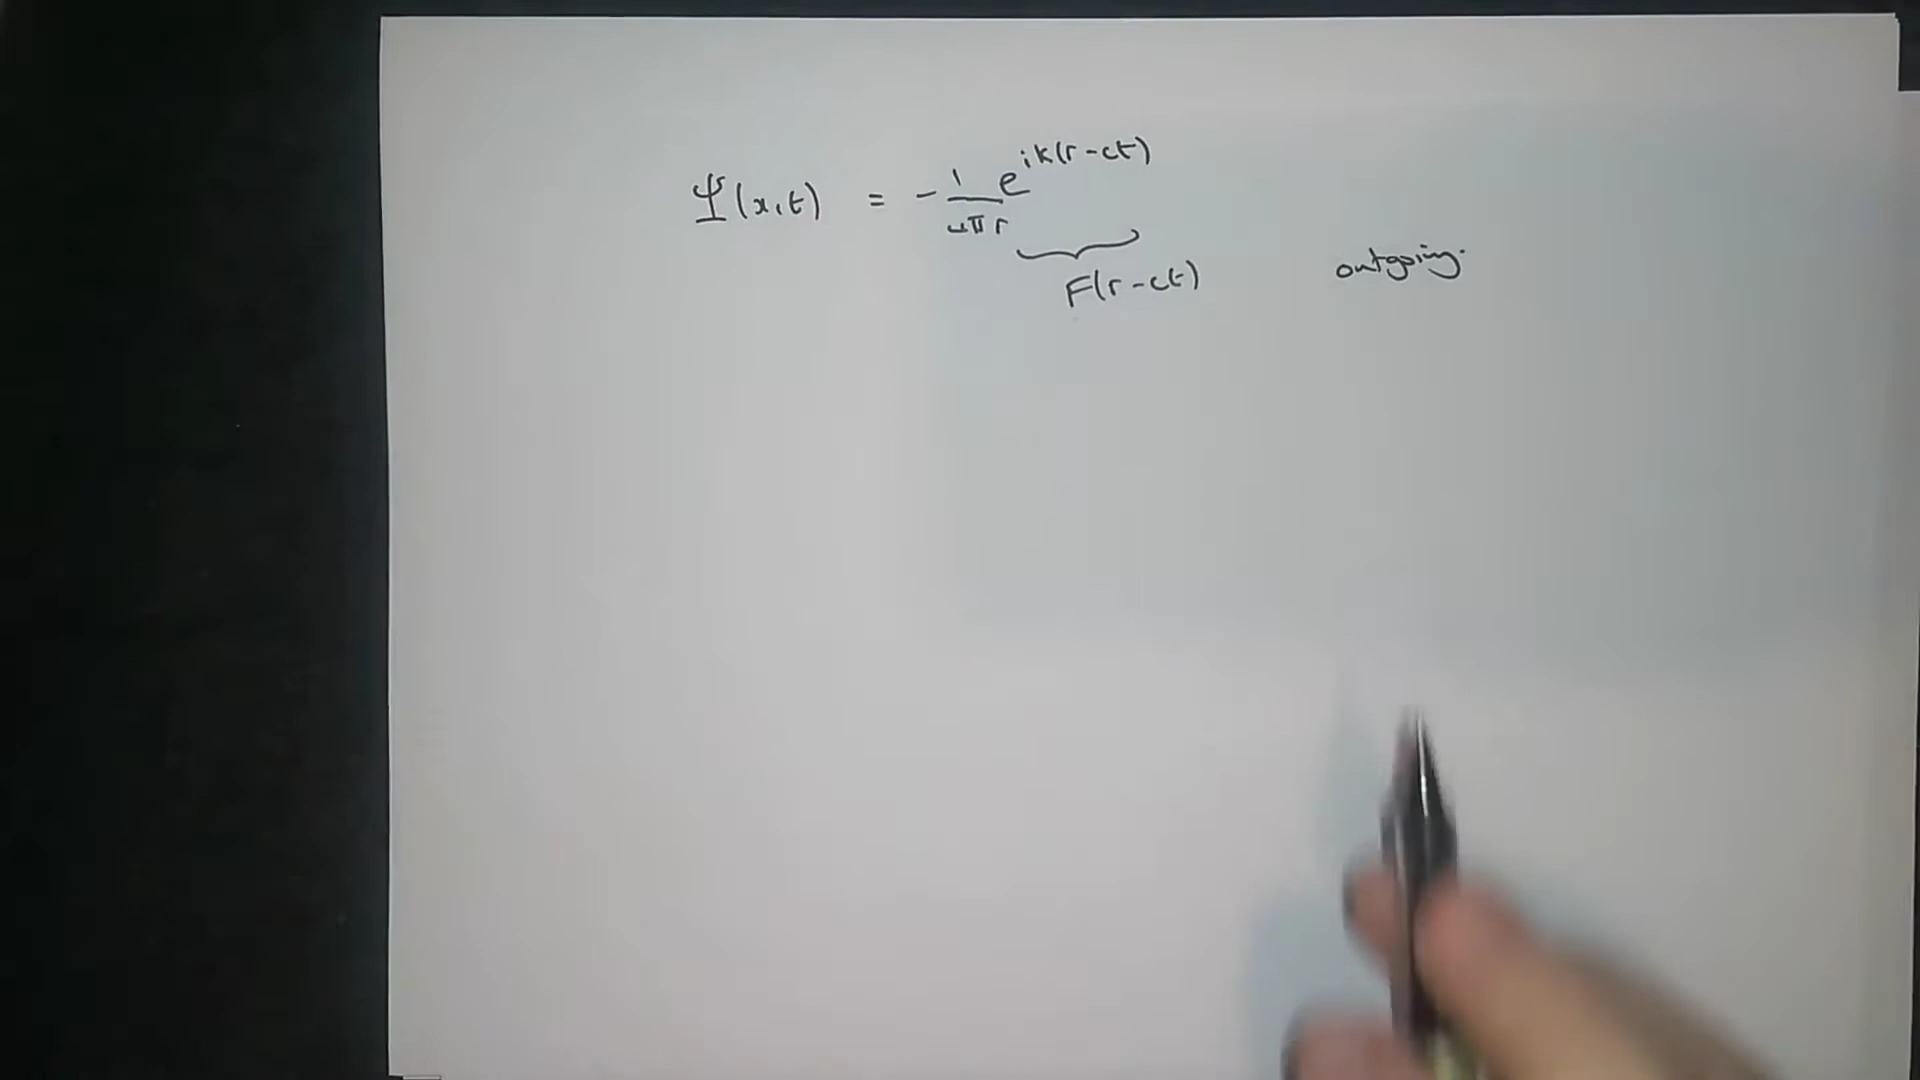 Ψ(x,t) = - 1/4πr e^{ik(r-ct)}
F(r-ct) outgoing.